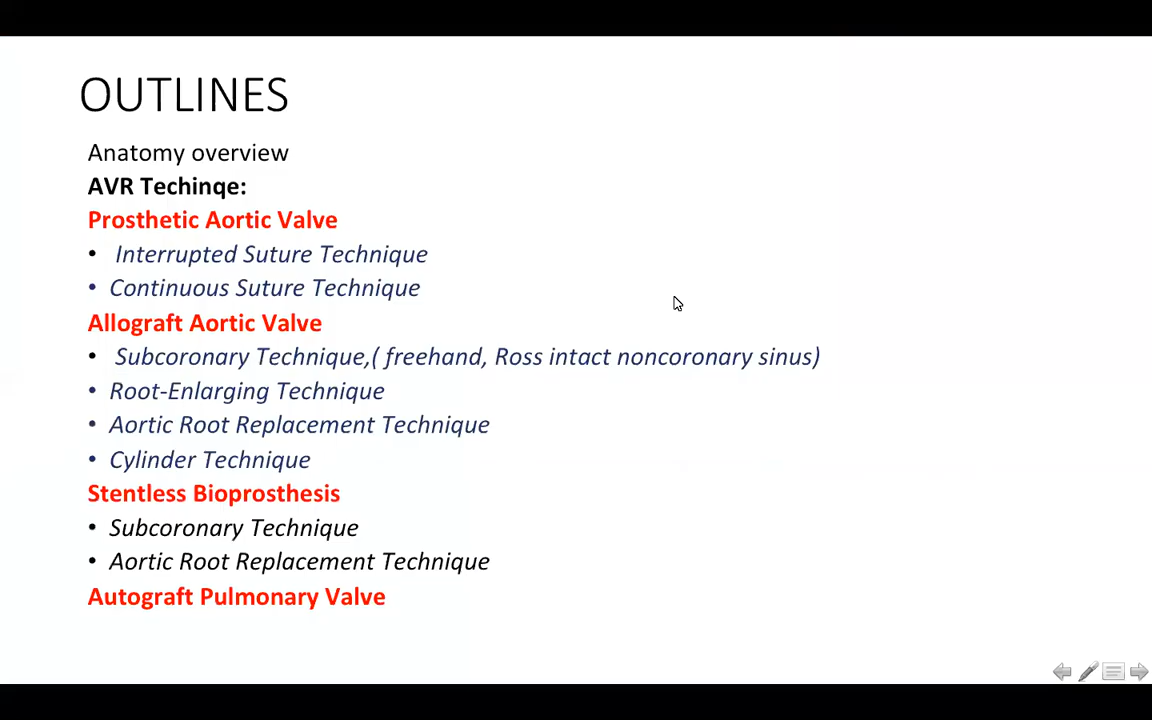 OUTLINES
Anatomy overview
AVR Techinqe:
Prosthetic Aortic Valve
• Interrupted Suture Technique
• Continuous Suture Technique
Allograft Aortic Valve
• Subcoronary Technique,( freehand, Ross intact noncoronary sinus)
• Root-Enlarging Technique
• Aortic Root Replacement Technique
• Cylinder Technique
Stentless Bioprosthesis
• Subcoronary Technique
• Aortic Root Replacement Technique
Autograft Pulmonary Valve